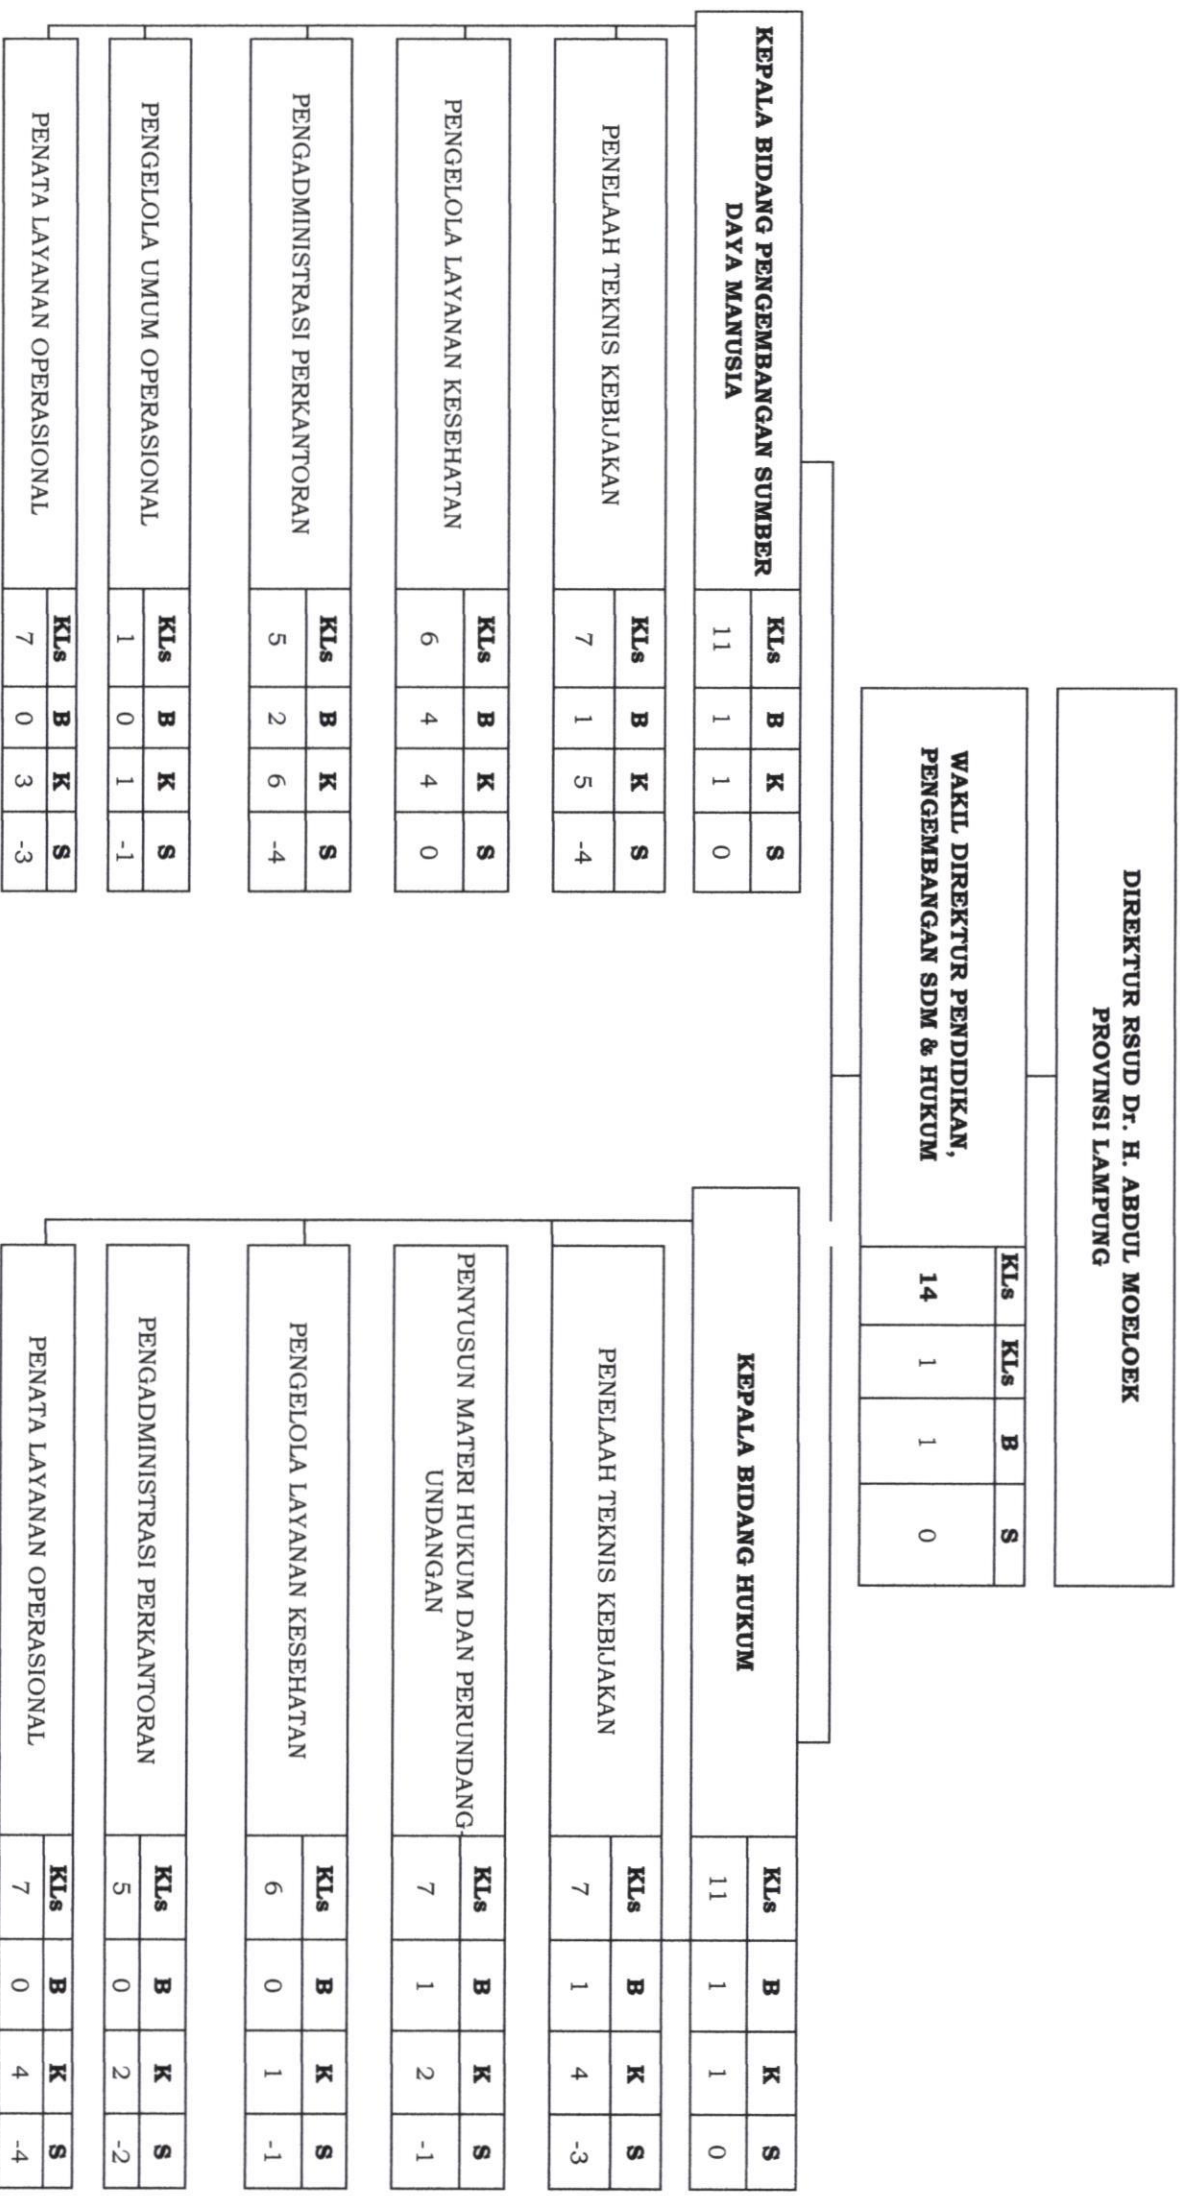 DIREKTUR RSUD Dr. H. ABDUL MOELOEK
PROVINSI LAMPUNG
WAKIL DIREKTUR PENDIDIKAN,
PENGEMBANGAN SDM & HUKUM
KLs KLs B S
14 1 1 0
KEPALA BIDANG PENGEMBANGAN SUMBER
DAYA MANUSIA
KLs B K S
11 1 1 0
PENELAAH TEKNIS KEBIJAKAN
KLs B K S
7 1 5 -4
PENGELOLA LAYANAN KESEHATAN
KLs B K S
6 4 4 0
PENGADMINISTRASI PERKANTORAN
KLs B K S
5 2 6 -4
PENGELOLA UMUM OPERASIONAL
KLs B K S
1 0 1 -1
PENATA LAYANAN OPERASIONAL
KLs B K S
7 0 3 -3
KEPALA BIDANG HUKUM
KLs B K S
11 1 1 0
PENELAAH TEKNIS KEBIJAKAN
KLs B K S
7 1 4 -3
PENYUSUN MATERI HUKUM DAN PERUNDANG-
UNDANGAN
KLs B K S
7 1 2 -1
PENGELOLA LAYANAN KESEHATAN
KLs B K S
6 0 1 -1
PENGADMINISTRASI PERKANTORAN
KLs B K S
5 0 2 -2
PENATA LAYANAN OPERASIONAL
KLs B K S
7 0 4 -4